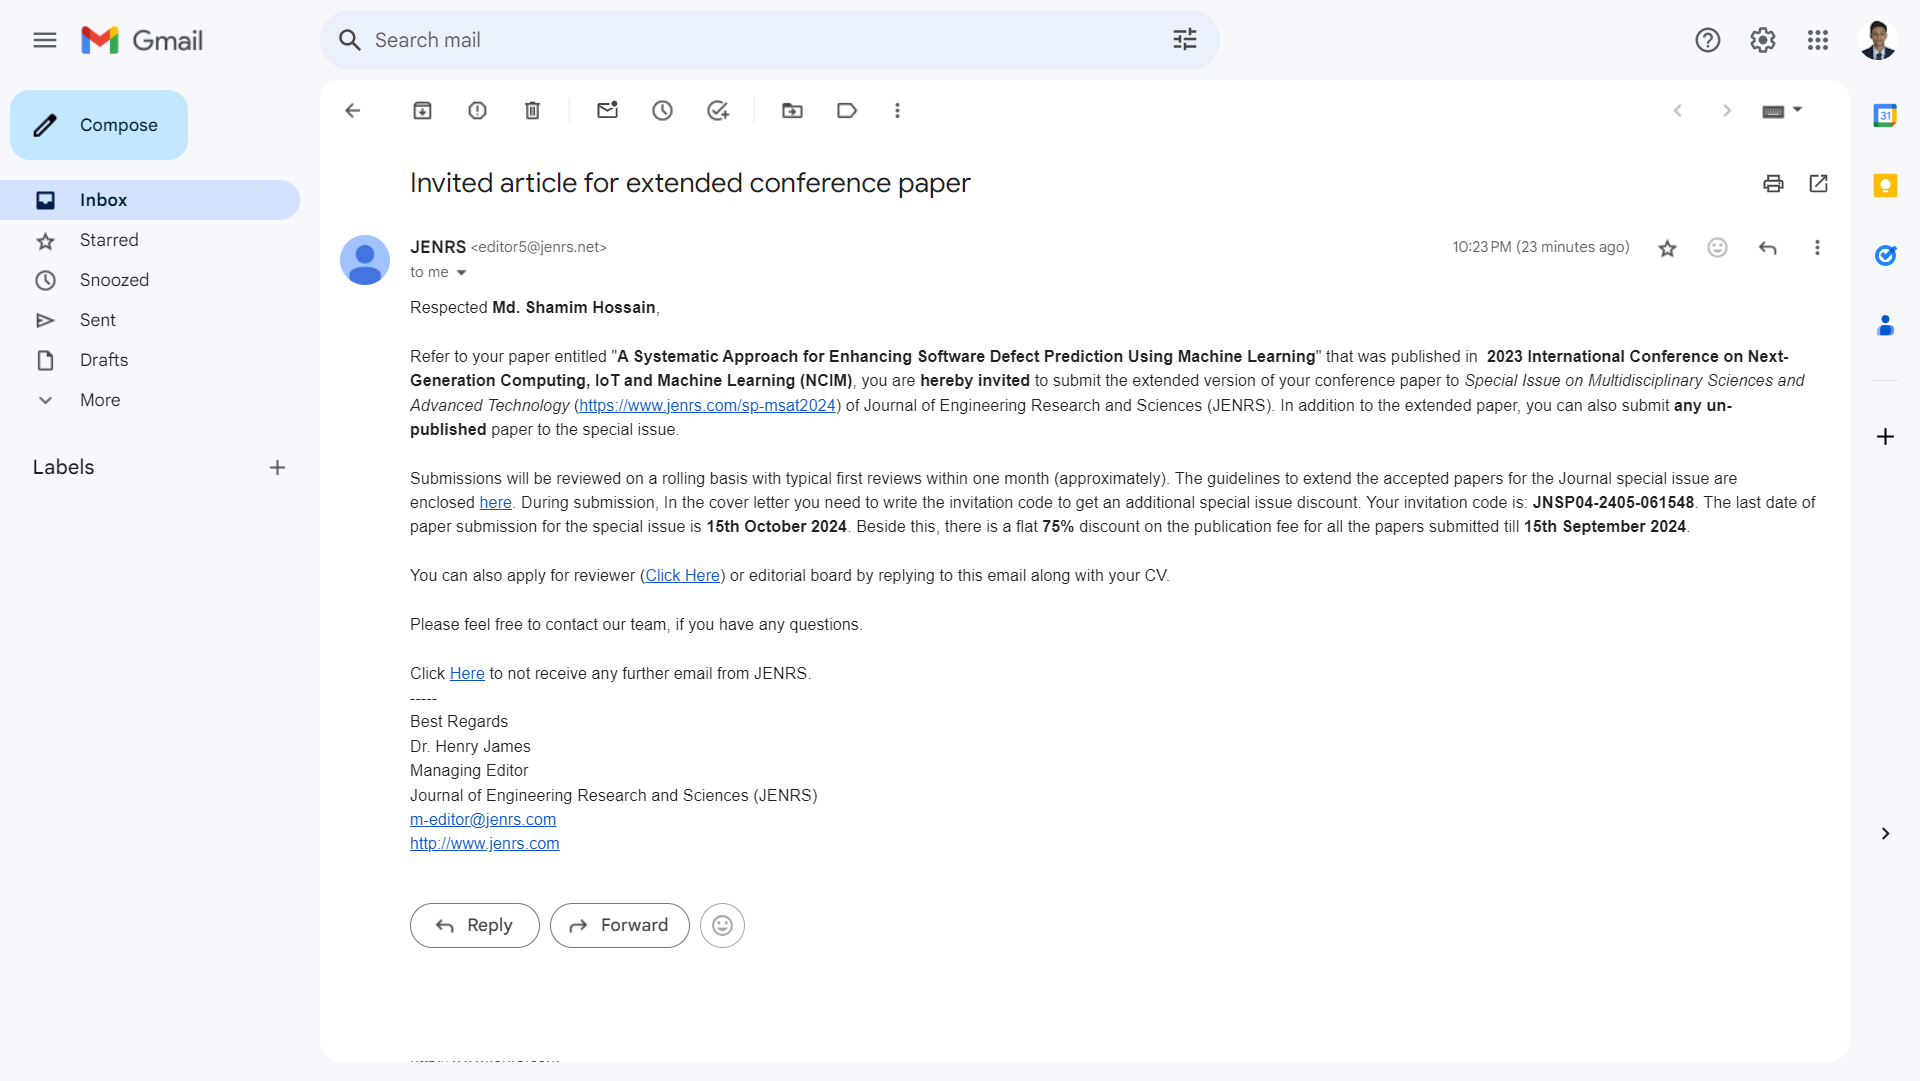 Gmail
Search mail
Compose
Inbox
Starred
Snoozed
Sent
Drafts
More
Labels
31
Invited article for extended conference paper
JENRS <editor5@jenrs.net>
10:23 PM (23 minutes ago)
to me
Respected Md. Shamim Hossain,
Refer to your paper entitled "A Systematic Approach for Enhancing Software Defect Prediction Using Machine Learning" that was published in 2023 International Conference on Next-
Generation Computing, IoT and Machine Learning (NCIM), you are hereby invited to submit the extended version of your conference paper to Special Issue on Multidisciplinary Sciences and
Advanced Technology (https://www.jenrs.com/sp-msat2024) of Journal of Engineering Research and Sciences (JENRS). In addition to the extended paper, you can also submit any un-
published paper to the special issue.
Submissions will be reviewed on a rolling basis with typical first reviews within one month (approximately). The guidelines to extend the accepted papers for the Journal special issue are
enclosed here. During submission, In the cover letter you need to write the invitation code to get an additional special issue discount. Your invitation code is: JNSP04-2405-061548. The last date of
paper submission for the special issue is 15th October 2024. Beside this, there is a flat 75% discount on the publication fee for all the papers submitted till 15th September 2024.
You can also apply for reviewer (Click Here) or editorial board by replying to this email along with your CV.
Please feel free to contact our team, if you have any questions.
Click Here to not receive any further email from JENRS.
-----
Best Regards
Dr. Henry James
Managing Editor
Journal of Engineering Research and Sciences (JENRS)
m-editor@jenrs.com
http://www.jenrs.com
Reply
Forward